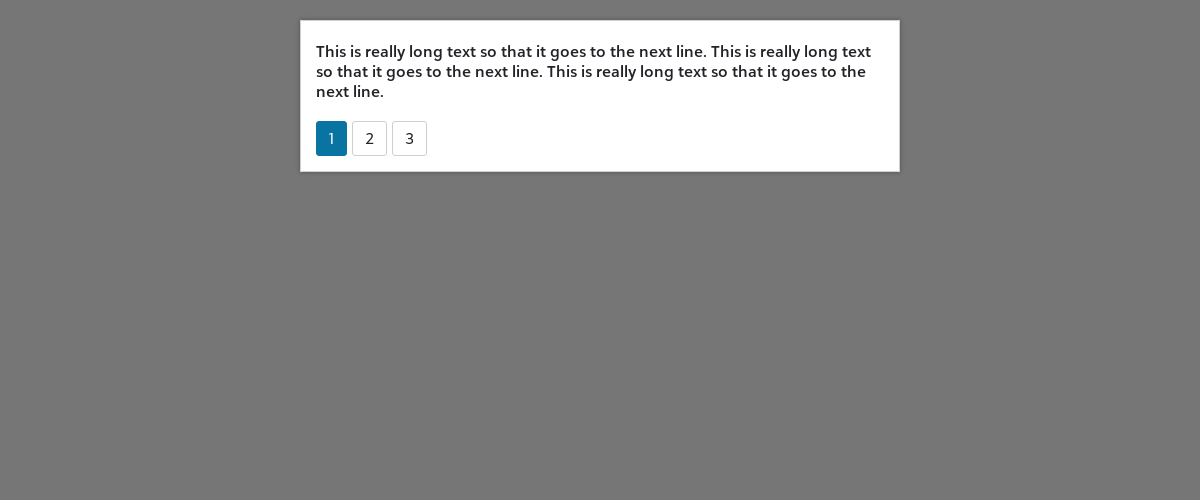 This is really long text so that it goes to the next line. This is really long text
so that it goes to the next line. This is really long text so that it goes to the
next line.
1 2 3